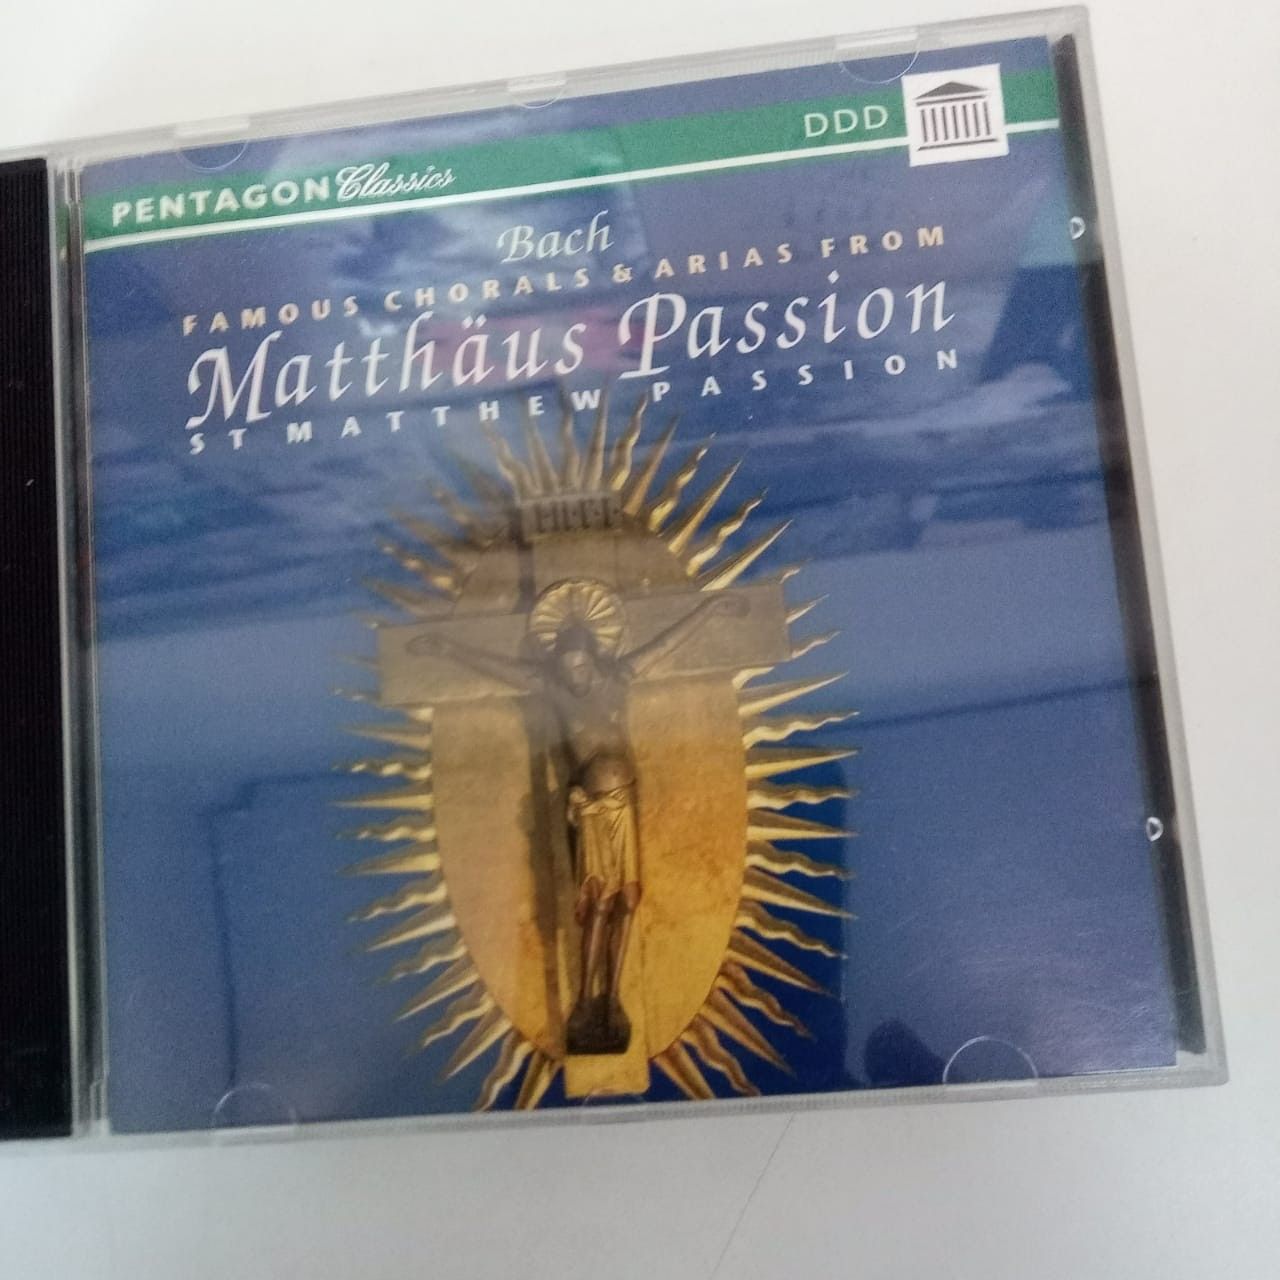 PENTAGON Classics
DDD
Bach
FAMOUS CHORALS & ARIAS FROM
Matthäus Passion
ST MATTHEW PASSION